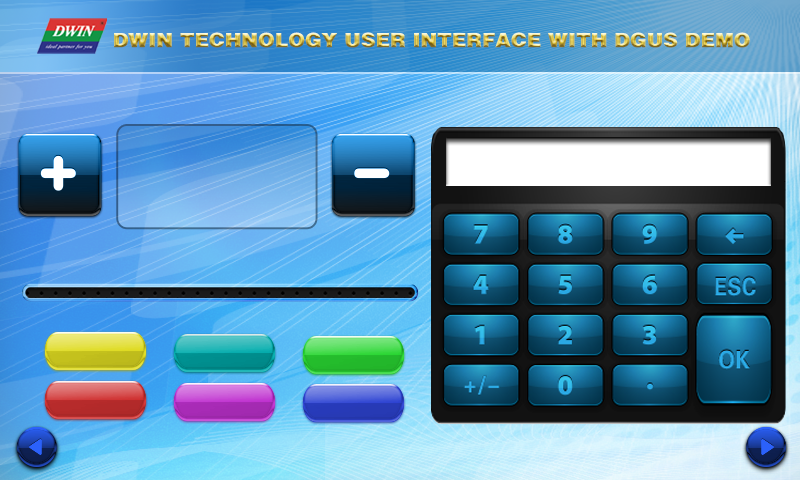 DWIN
ideal partner for you
DWIN TECHNOLOGY USER INTERFACE WITH DGUS DEMO
+ −
7 8 9 ←
4 5 6 ESC
1 2 3 OK
+/− 0 .